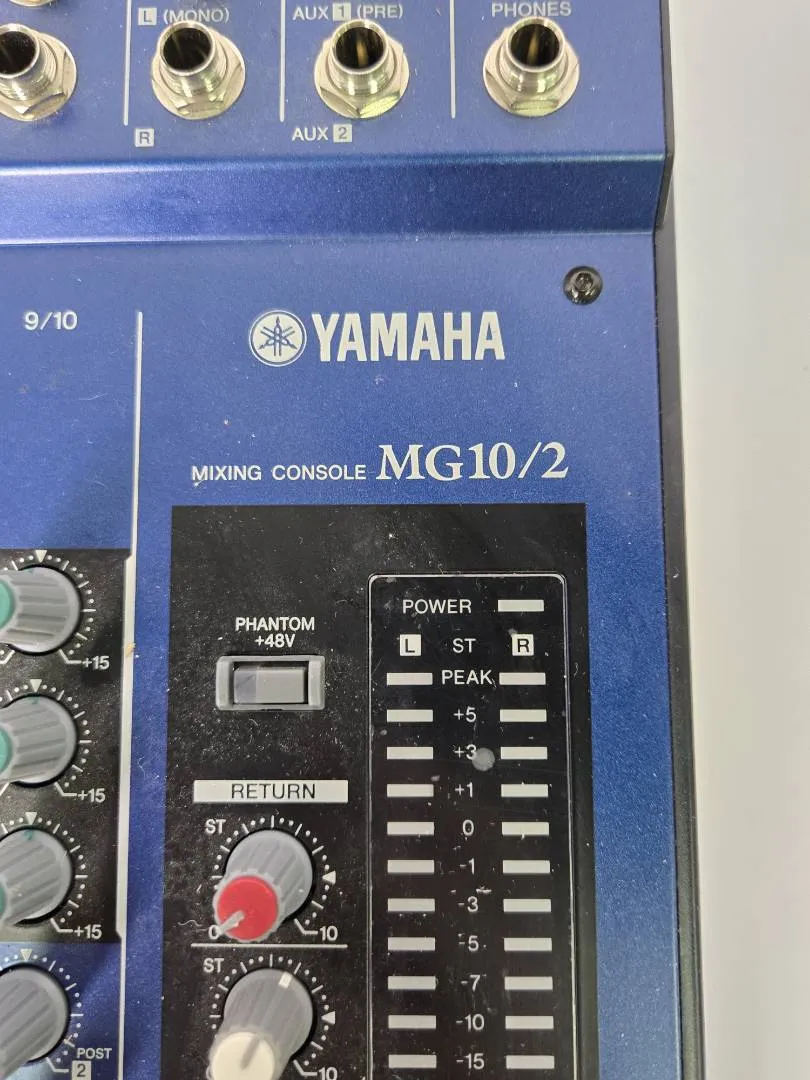 L (MONO)
R
AUX 1 (PRE)
AUX 2
PHONES
9/10
YAMAHA
MIXING CONSOLE MG10/2
PHANTOM
+48V
POWER
L ST R
PEAK
+5
+3
+1
0
-1
-3
-5
-7
-10
-15
RETURN
ST
0 10
ST
10
+15
+15
+15
POST
2